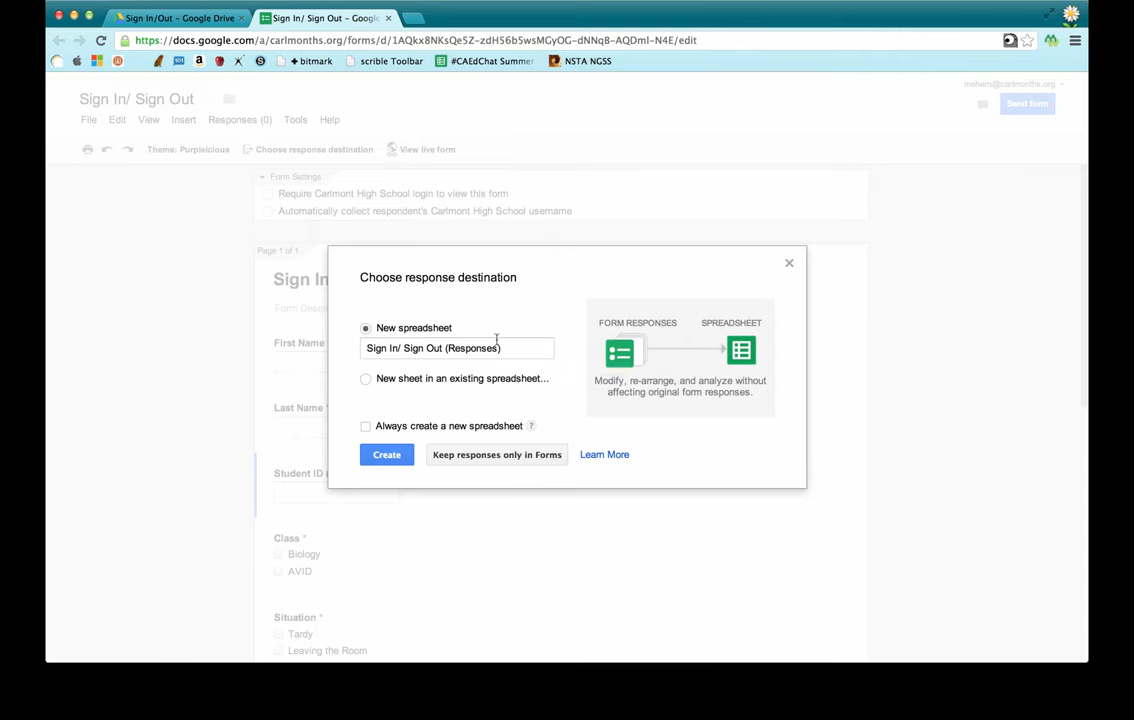 Sign In/Out – Google Drive
Sign In/ Sign Out – Google
https://docs.google.com/a/carlmonths.org/forms/d/1AQkx8NKsQe5Z-zdH56b5wsMGyOG-dNNqB-AQDmI-N4E/edit
+ bitmark
scrible Toolbar
#CAEdChat Summer
NSTA NGSS
Sign In/ Sign Out
mehero@carlmonths.org
Send form
File Edit View Insert Responses (0) Tools Help
Theme: Purpleicious
Choose response destination
View live form
Form Settings
Require Carlmont High School login to view this form
Automatically collect respondent's Carlmont High School username
Page 1 of 1
Sign In
Form Descr
First Name
Last Name *
Student ID
Class *
Biology
AVID
Situation *
Tardy
Leaving the Room
Choose response destination
New spreadsheet
Sign In/ Sign Out (Responses)
New sheet in an existing spreadsheet...
Always create a new spreadsheet ?
Create
Keep responses only in Forms
Learn More
FORM RESPONSES
SPREADSHEET
Modify, re-arrange, and analyze without
affecting original form responses.